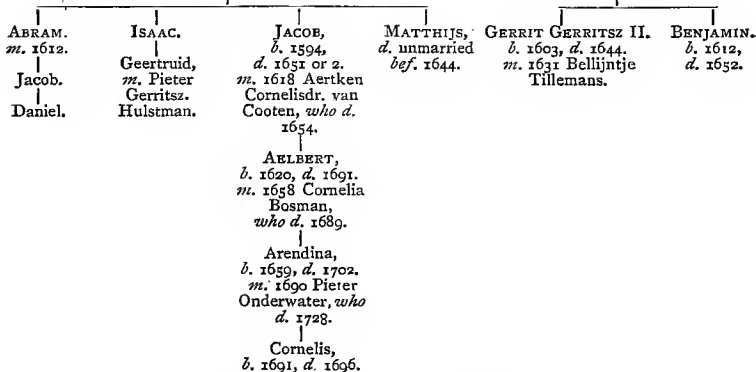 ABRAM.
m. 1612.
Jacob.
Daniel.
ISAAC.
Geertruid,
m. Pieter
Gerritsz.
Hulstman.
JACOB,
b. 1594,
d. 1651 or 2.
m. 1618 Aertken
Cornelisdr. van
Cooten, who d.
1654.
AELBERT,
b. 1620, d. 1691.
m. 1658 Cornelia
Bosman,
who d. 1689.
Arendina,
b. 1659, d. 1702.
m. 1690 Pieter
Onderwater, who
d. 1728.
Cornelis,
b. 1691, d. 1696.
MATTHIJS,
d. unmarried
bef. 1644.
GERRIT GERRITSZ II.
b. 1603, d. 1644.
m. 1631 Bellijntje
Tillemans.
BENJAMIN.
b. 1612,
d. 1652.